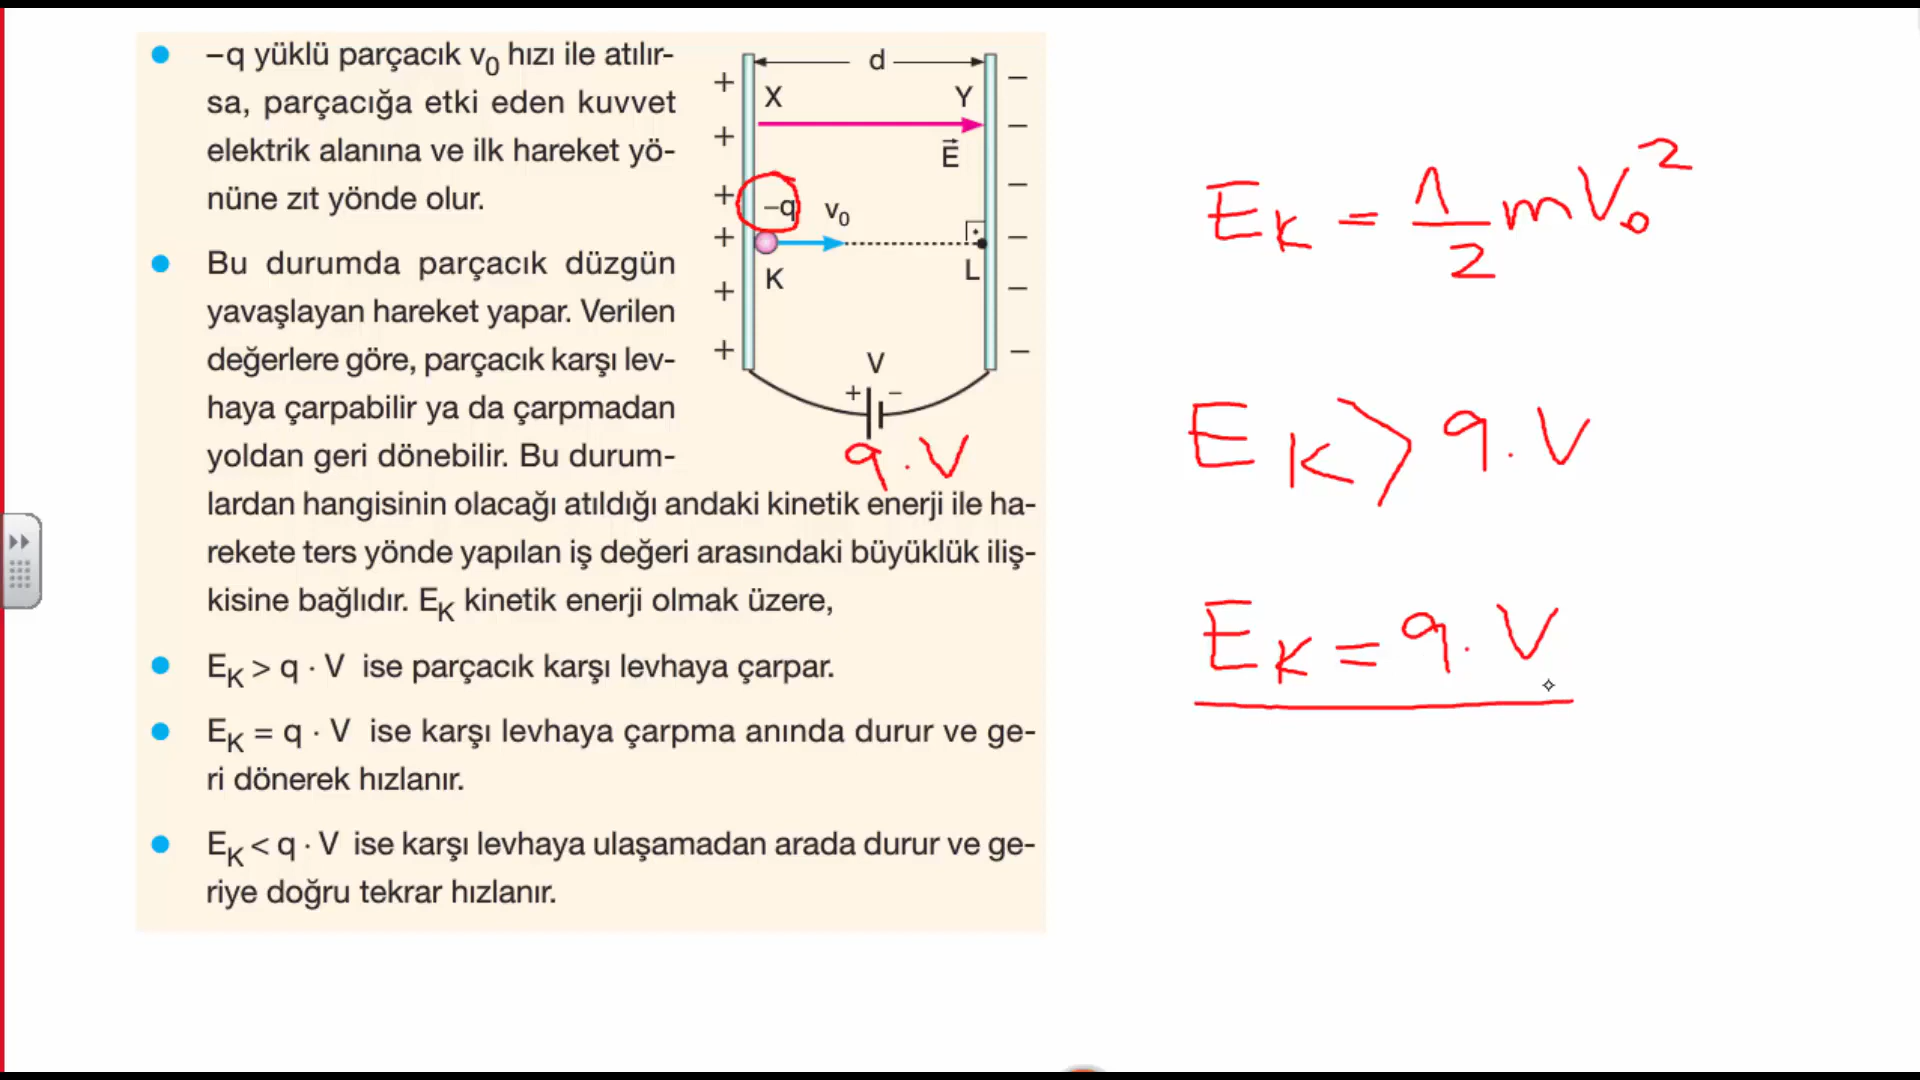 –q yüklü parçacık v0 hızı ile atılır-
sa, parçacığa etki eden kuvvet
elektrik alanına ve ilk hareket yö-
nüne zıt yönde olur.
Bu durumda parçacık düzgün
yavaşlayan hareket yapar. Verilen
değerlere göre, parçacık karşı lev-
haya çarpabilir ya da çarpmadan
yoldan geri dönebilir. Bu durum-
lardan hangisinin olacağı atıldığı andaki kinetik enerji ile ha-
rekete ters yönde yapılan iş değeri arasındaki büyüklük iliş-
kisine bağlıdır. EK kinetik enerji olmak üzere,
EK > q · V ise parçacık karşı levhaya çarpar.
EK = q · V ise karşı levhaya çarpma anında durur ve ge-
ri dönerek hızlanır.
EK < q · V ise karşı levhaya ulaşamadan arada durur ve ge-
riye doğru tekrar hızlanır.
d
+ X Y –
+ –
E
+ –
–q v0
+ –
K L
+ –
+ –
V
+ –
q . V
EK = 1/2 mV0²
EK > q . V
EK = q . V